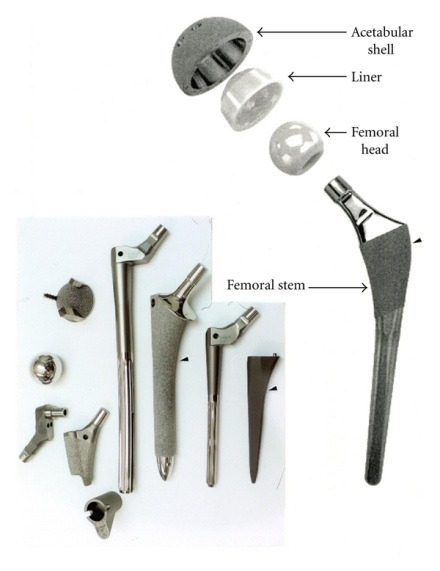 Acetabular
shell
Liner
Femoral
head
Femoral stem